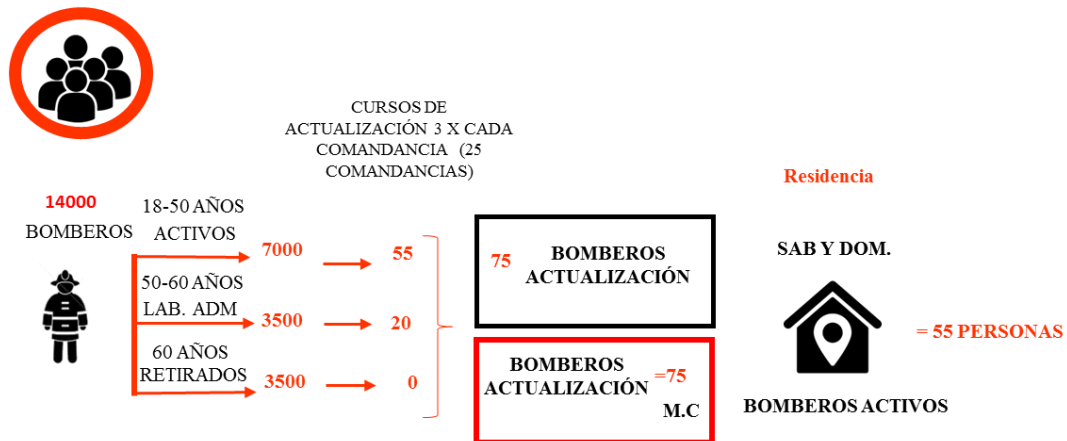 CURSOS DE
ACTUALIZACIÓN 3 X CADA
COMANDANCIA (25
COMANDANCIAS)
14000
BOMBEROS
18-50 AÑOS
ACTIVOS
7000
55
50-60 AÑOS
LAB. ADM
3500
20
60 AÑOS
RETIRADOS
3500
0
75 BOMBEROS
ACTUALIZACIÓN
BOMBEROS
ACTUALIZACIÓN =75
M.C
Residencia
SAB Y DOM.
= 55 PERSONAS
BOMBEROS ACTIVOS